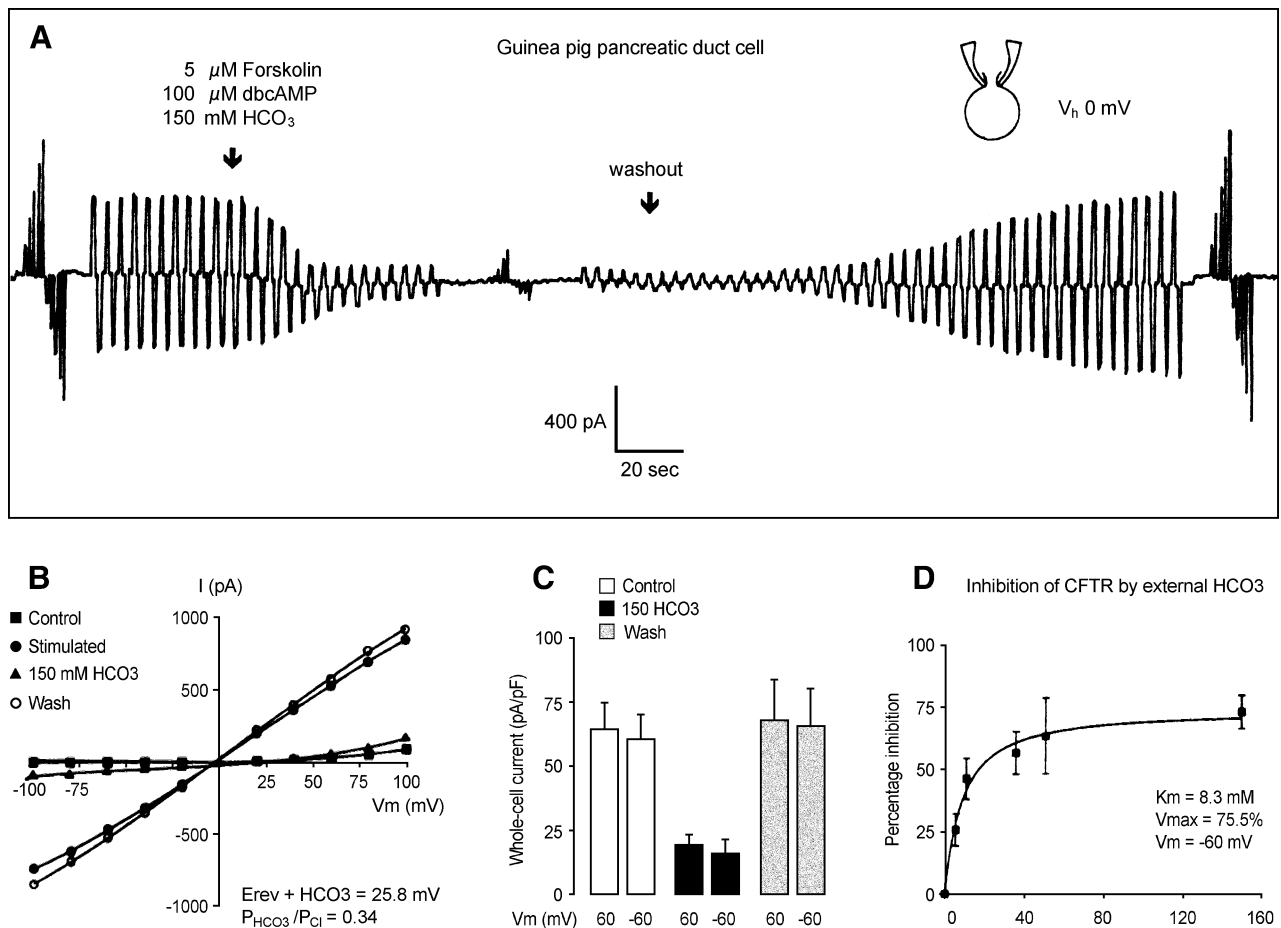 A
Guinea pig pancreatic duct cell
5 µM Forskolin
100 µM dbcAMP
150 mM HCO₃
Vₕ 0 mV
washout
400 pA
20 sec
B
I (pA)
Control
Stimulated
150 mM HCO3
Wash
1000
500
-500
-1000
-100 -75 25 50 75 100
Vm (mV)
Erev + HCO3 = 25.8 mV
P_HCO3 /P_Cl = 0.34
C
Control
150 HCO3
Wash
Whole-cell current (pA/pF)
100
75
50
25
0
Vm (mV) 60 -60 60 -60 60 -60
D
Inhibition of CFTR by external HCO3
Percentage inhibition
100
75
50
25
0
0 40 80 120 160
Km = 8.3 mM
Vmax = 75.5%
Vm = -60 mV